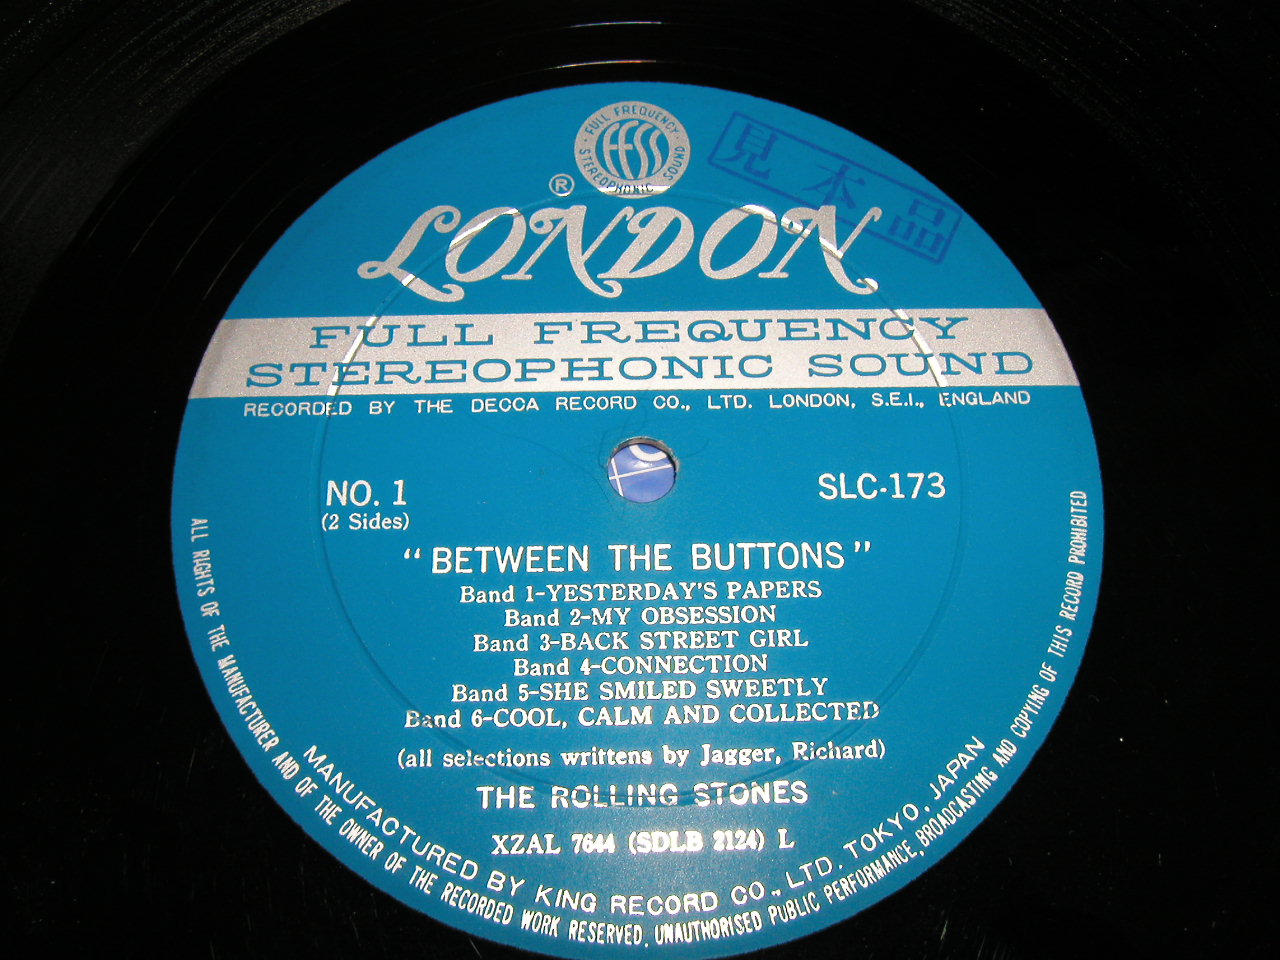 FULL FREQUENCY
FFSS
STEREOPHONIC SOUND
見本品
®
LONDON
FULL FREQUENCY
STEREOPHONIC SOUND
RECORDED BY THE DECCA RECORD CO., LTD. LONDON, S.E.I., ENGLAND
NO. 1
(2 Sides)
SLC-173
"BETWEEN THE BUTTONS"
Band 1-YESTERDAY'S PAPERS
Band 2-MY OBSESSION
Band 3-BACK STREET GIRL
Band 4-CONNECTION
Band 5-SHE SMILED SWEETLY
Band 6-COOL, CALM AND COLLECTED
(all selections writtens by Jagger, Richard)
THE ROLLING STONES
XZAL 7644 (SDLB 2124) L
MANUFACTURED BY KING RECORD CO., LTD. TOKYO, JAPAN
ALL RIGHTS OF THE MANUFACTURER AND OF THE OWNER OF THE RECORDED WORK RESERVED. UNAUTHORISED PUBLIC PERFORMANCE, BROADCASTING AND COPYING OF THIS RECORD PROHIBITED